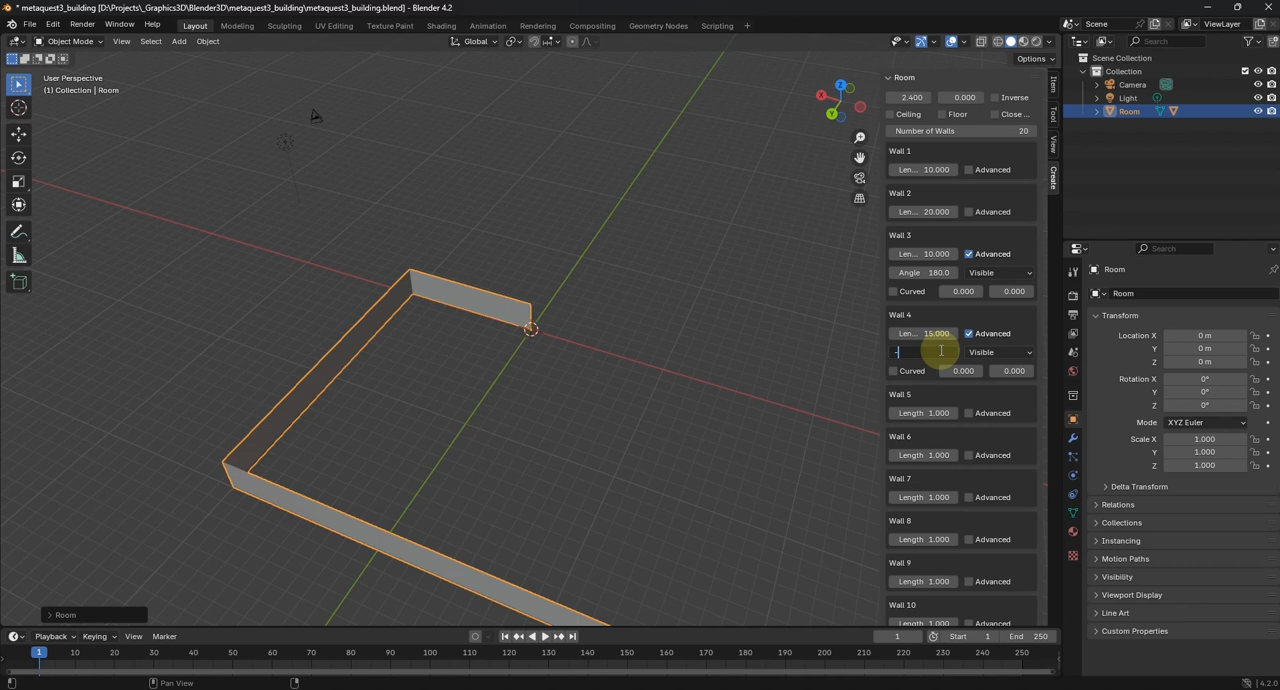 * metaquest3_building [D:\Projects\_Graphics3D\Blender3D\metaquest3_building\metaquest3_building.blend] - Blender 4.2
File Edit Render Window Help Layout Modeling Sculpting UV Editing Texture Paint Shading Animation Rendering Compositing Geometry Nodes Scripting + Scene ViewLayer
Object Mode View Select Add Object Global Search
Options
User Perspective
(1) Collection | Room
X
Y
Z
Room
2.400 0.000 Inverse
Ceiling Floor Close ...
Number of Walls 20
Wall 1
Len... 10.000 Advanced
Wall 2
Len... 20.000 Advanced
Wall 3
Len... 10.000 Advanced
Angle 180.0 Visible
Curved 0.000 0.000
Wall 4
Len... 15.000 Advanced
- Visible
Curved 0.000 0.000
Wall 5
Length 1.000 Advanced
Wall 6
Length 1.000 Advanced
Wall 7
Length 1.000 Advanced
Wall 8
Length 1.000 Advanced
Wall 9
Length 1.000 Advanced
Wall 10
Length 1.000 Advanced
Item
Tool
View
Create
Scene Collection
Collection
Camera
Light
Room
Search
Room
Room
Transform
Location X 0 m
Y 0 m
Z 0 m
Rotation X 0°
Y 0°
Z 0°
Mode XYZ Euler
Scale X 1.000
Y 1.000
Z 1.000
Delta Transform
Relations
Collections
Instancing
Motion Paths
Visibility
Viewport Display
Line Art
Custom Properties
Room
Playback Keying View Marker 1 Start 1 End 250
1 10 20 30 40 50 60 70 80 90 100 110 120 130 140 150 160 170 180 190 200 210 220 230 240 250
Pan View 4.2.0